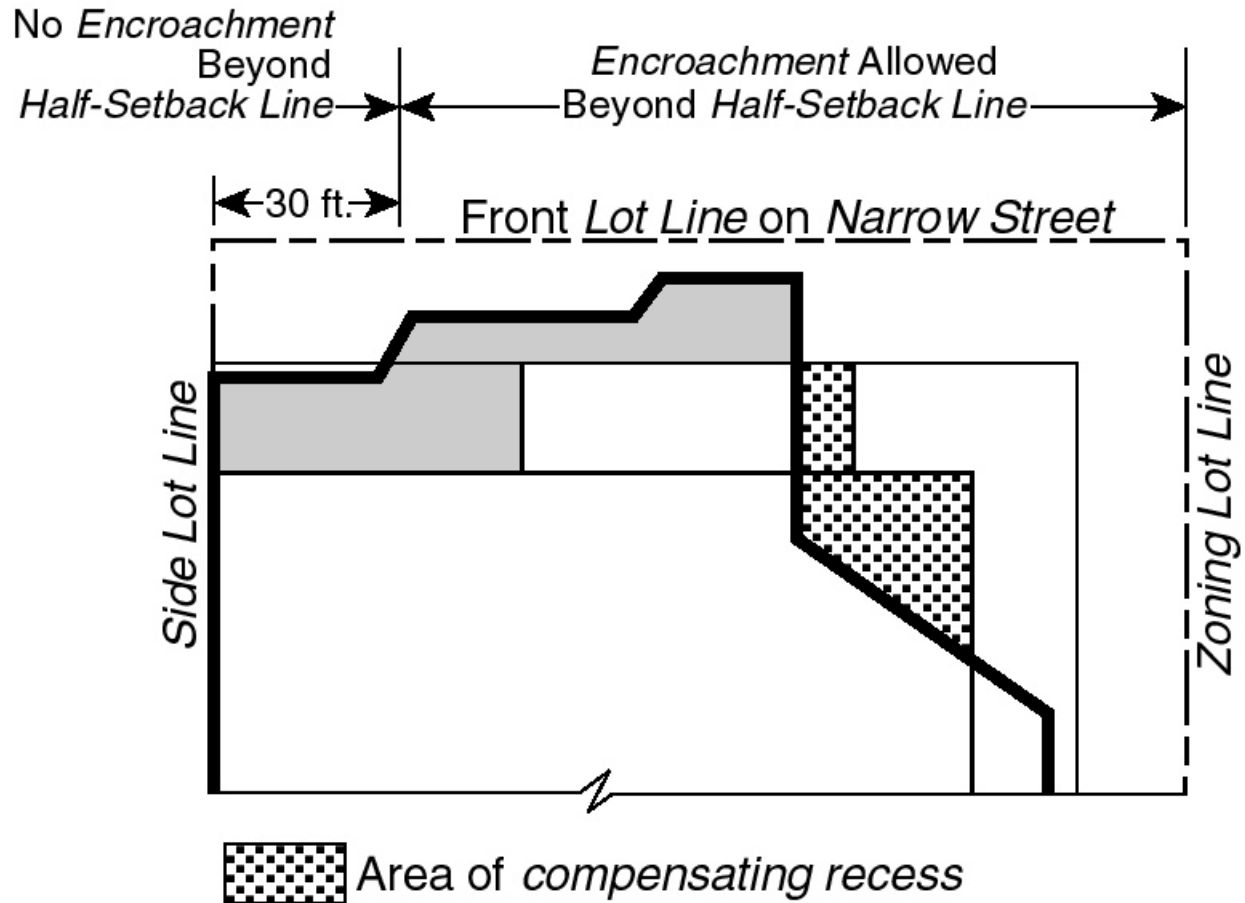 No Encroachment
Beyond
Half-Setback Line
Encroachment Allowed
Beyond Half-Setback Line
30 ft.
Front Lot Line on Narrow Street
Side Lot Line
Zoning Lot Line
Area of compensating recess